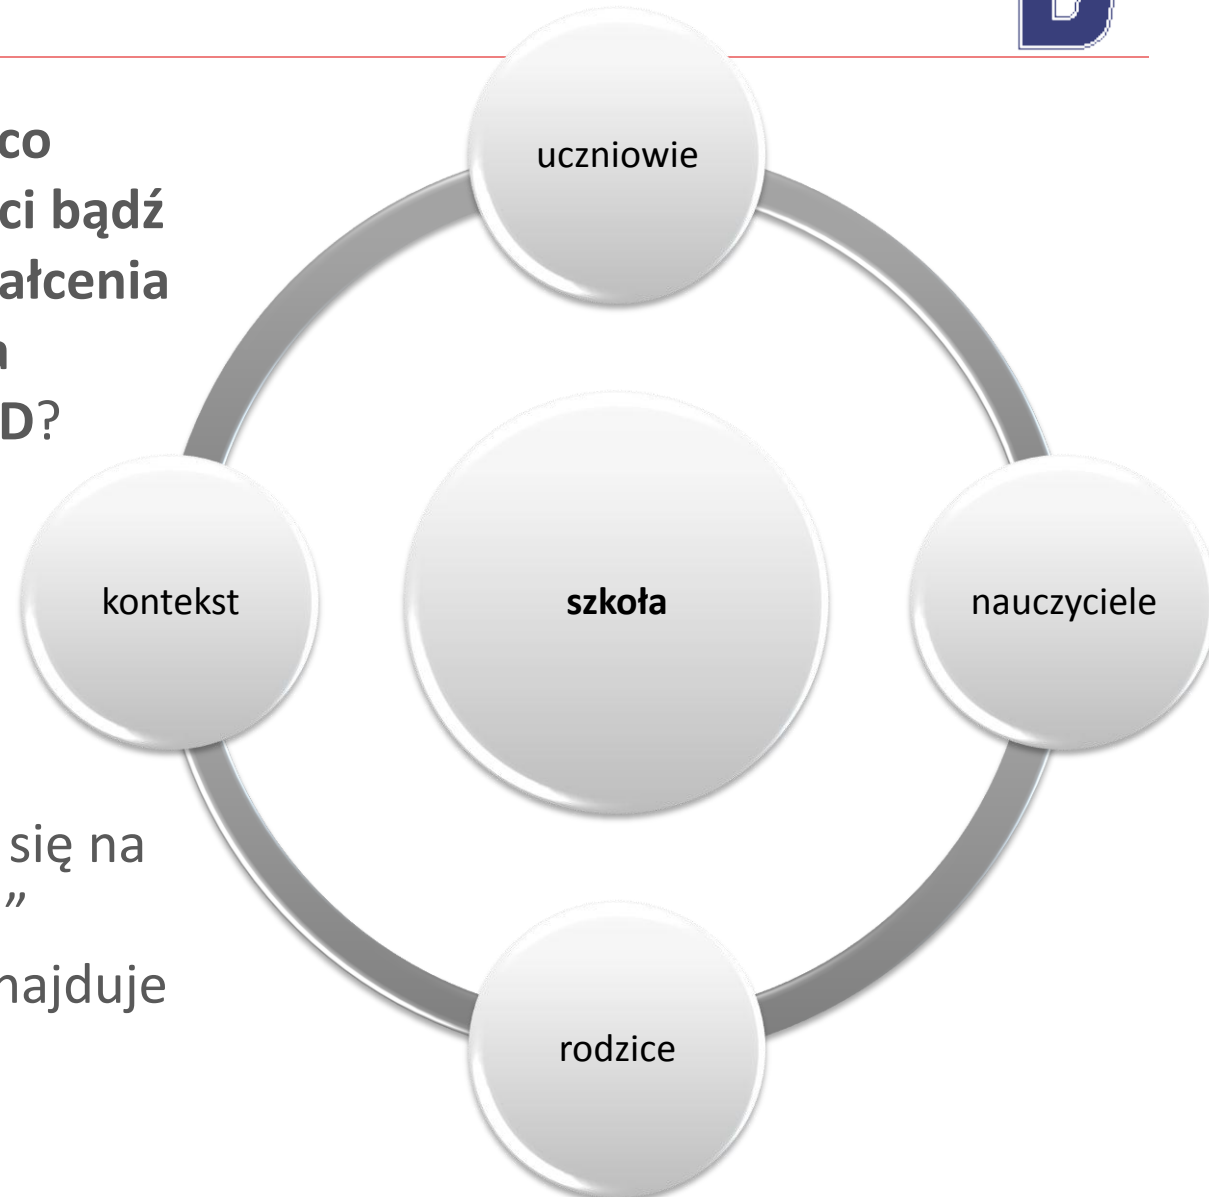 co
ci bądź
ałcenia
a
D?
się na
”
najduje
uczniowie
kontekst
szkoła
nauczyciele
rodzice